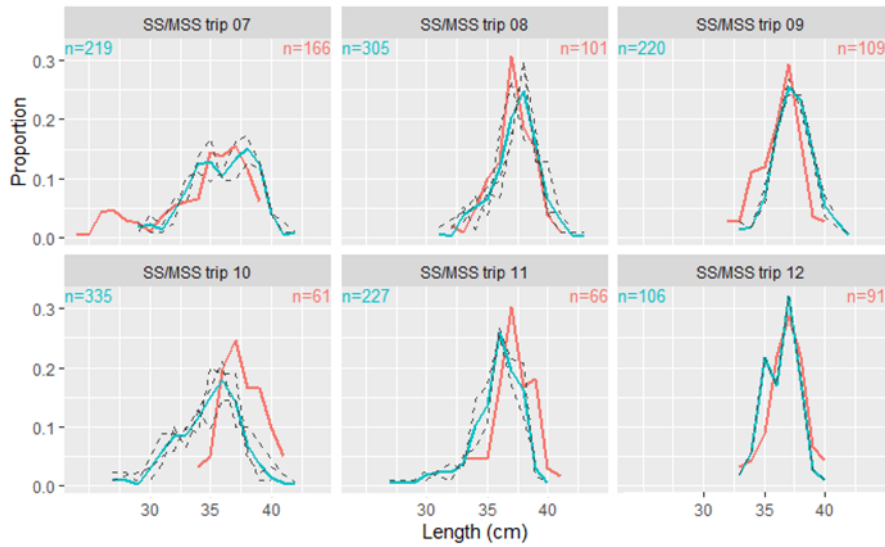 SS/MSS trip 07 SS/MSS trip 08 SS/MSS trip 09
n=219 n=166 n=305 n=101 n=220 n=109
0.3
0.2
0.1
0.0
SS/MSS trip 10 SS/MSS trip 11 SS/MSS trip 12
n=335 n=61 n=227 n=66 n=106 n=91
0.3
0.2
0.1
0.0
Proportion
30 35 40 30 35 40 30 35 40
Length (cm)